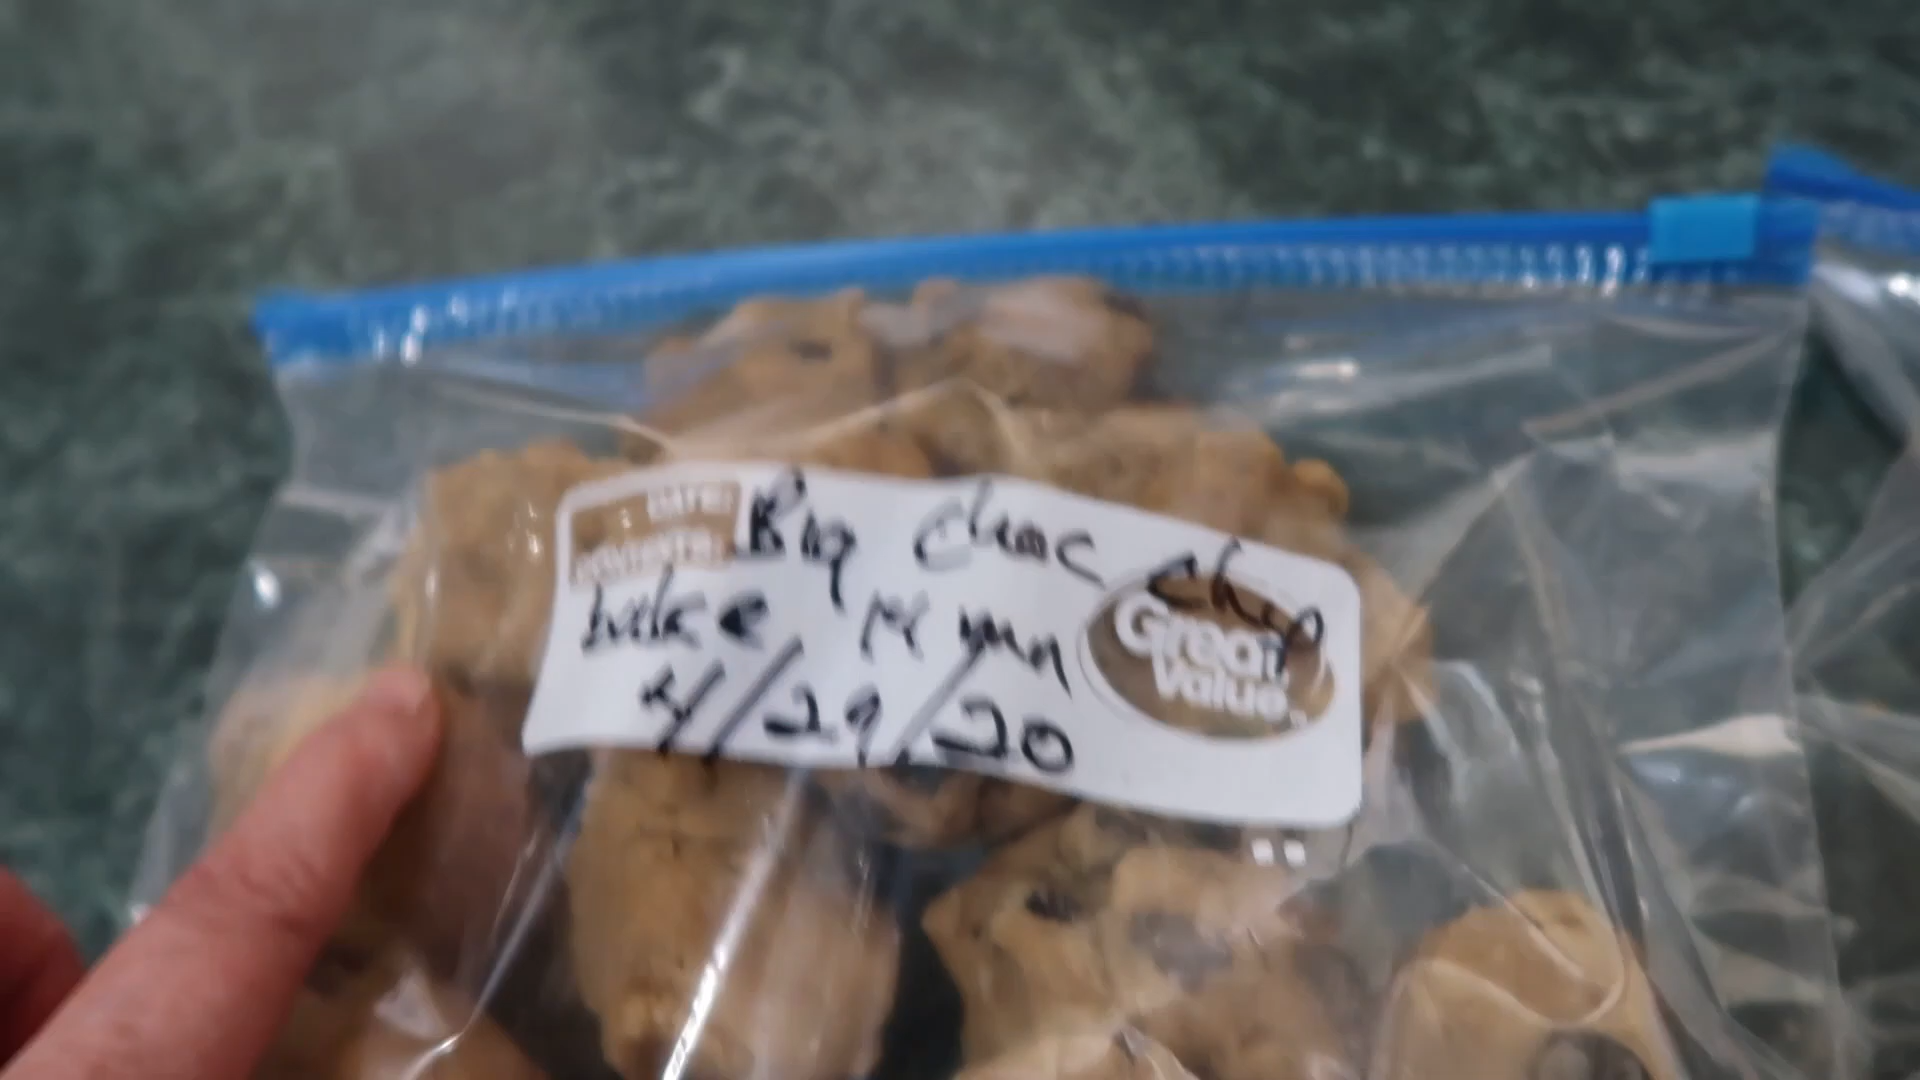 Big choc chip
bake 14 min
4/29/20
Great
Value